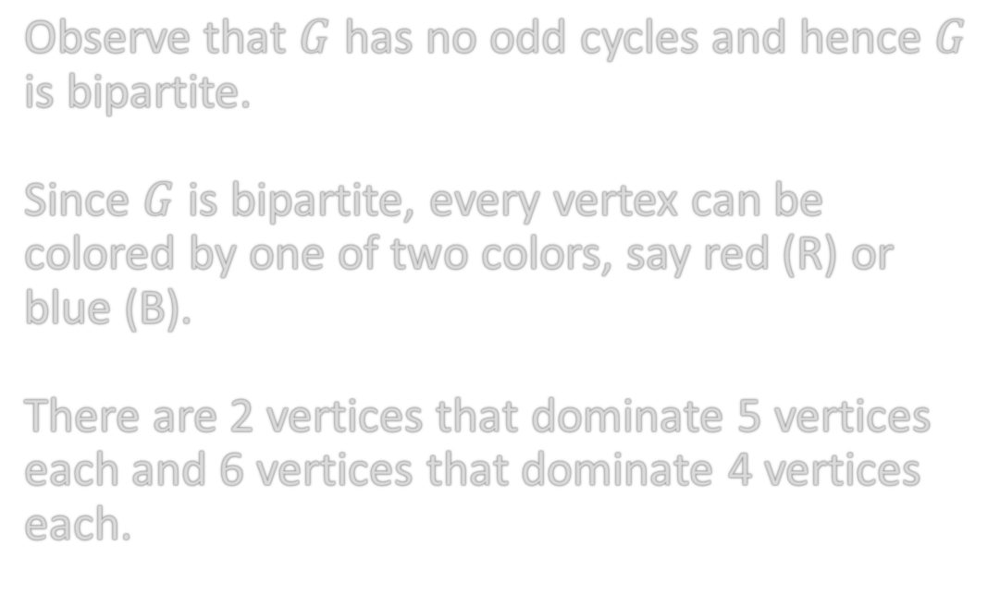 Observe that G has no odd cycles and hence G
is bipartite.
Since G is bipartite, every vertex can be
colored by one of two colors, say red (R) or
blue (B).
There are 2 vertices that dominate 5 vertices
each and 6 vertices that dominate 4 vertices
each.